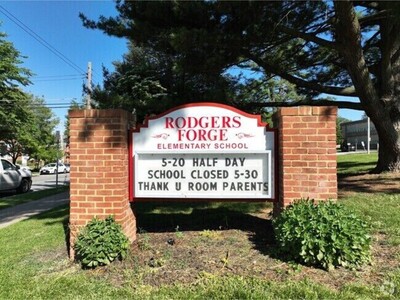 RODGERS
FORGE
ELEMENTARY SCHOOL
5-20 HALF DAY
SCHOOL CLOSED 5-30
THANK U ROOM PARENTS